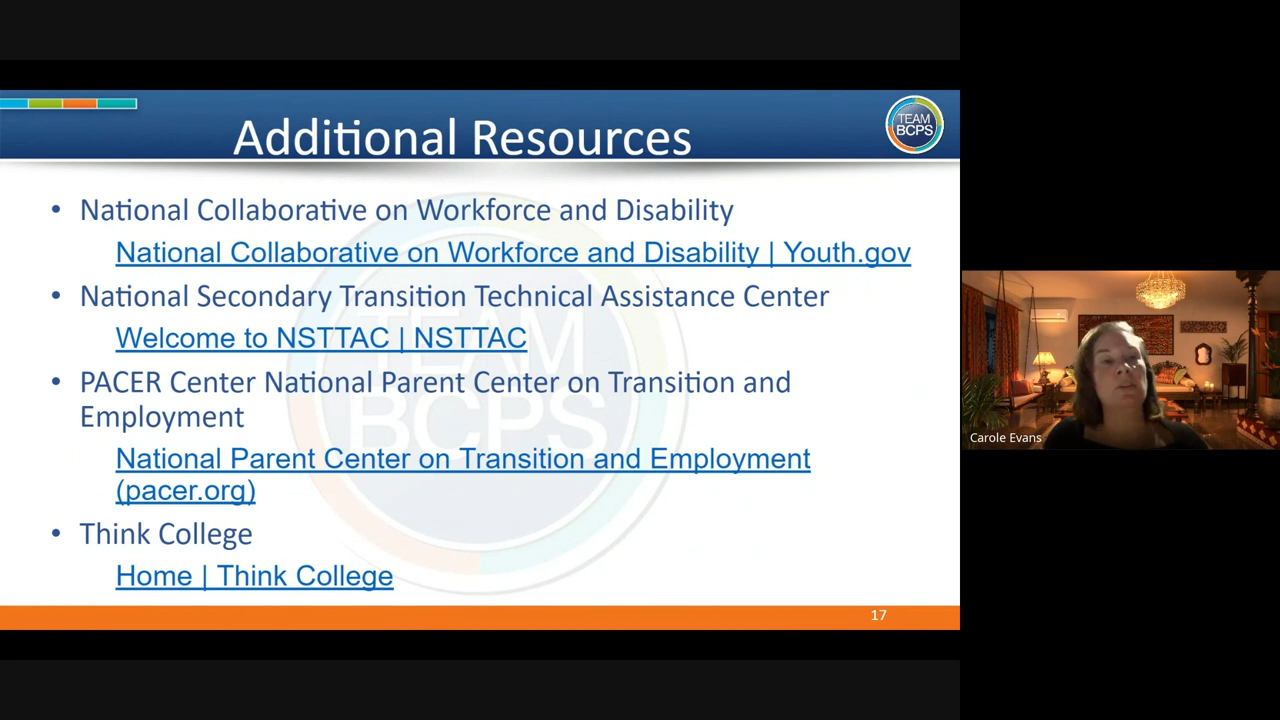 Additional Resources
TEAM
BCPS
• National Collaborative on Workforce and Disability
National Collaborative on Workforce and Disability | Youth.gov
• National Secondary Transition Technical Assistance Center
Welcome to NSTTAC | NSTTAC
• PACER Center National Parent Center on Transition and
Employment
National Parent Center on Transition and Employment
(pacer.org)
• Think College
Home | Think College
TEAM
BCPS
17
Carole Evans